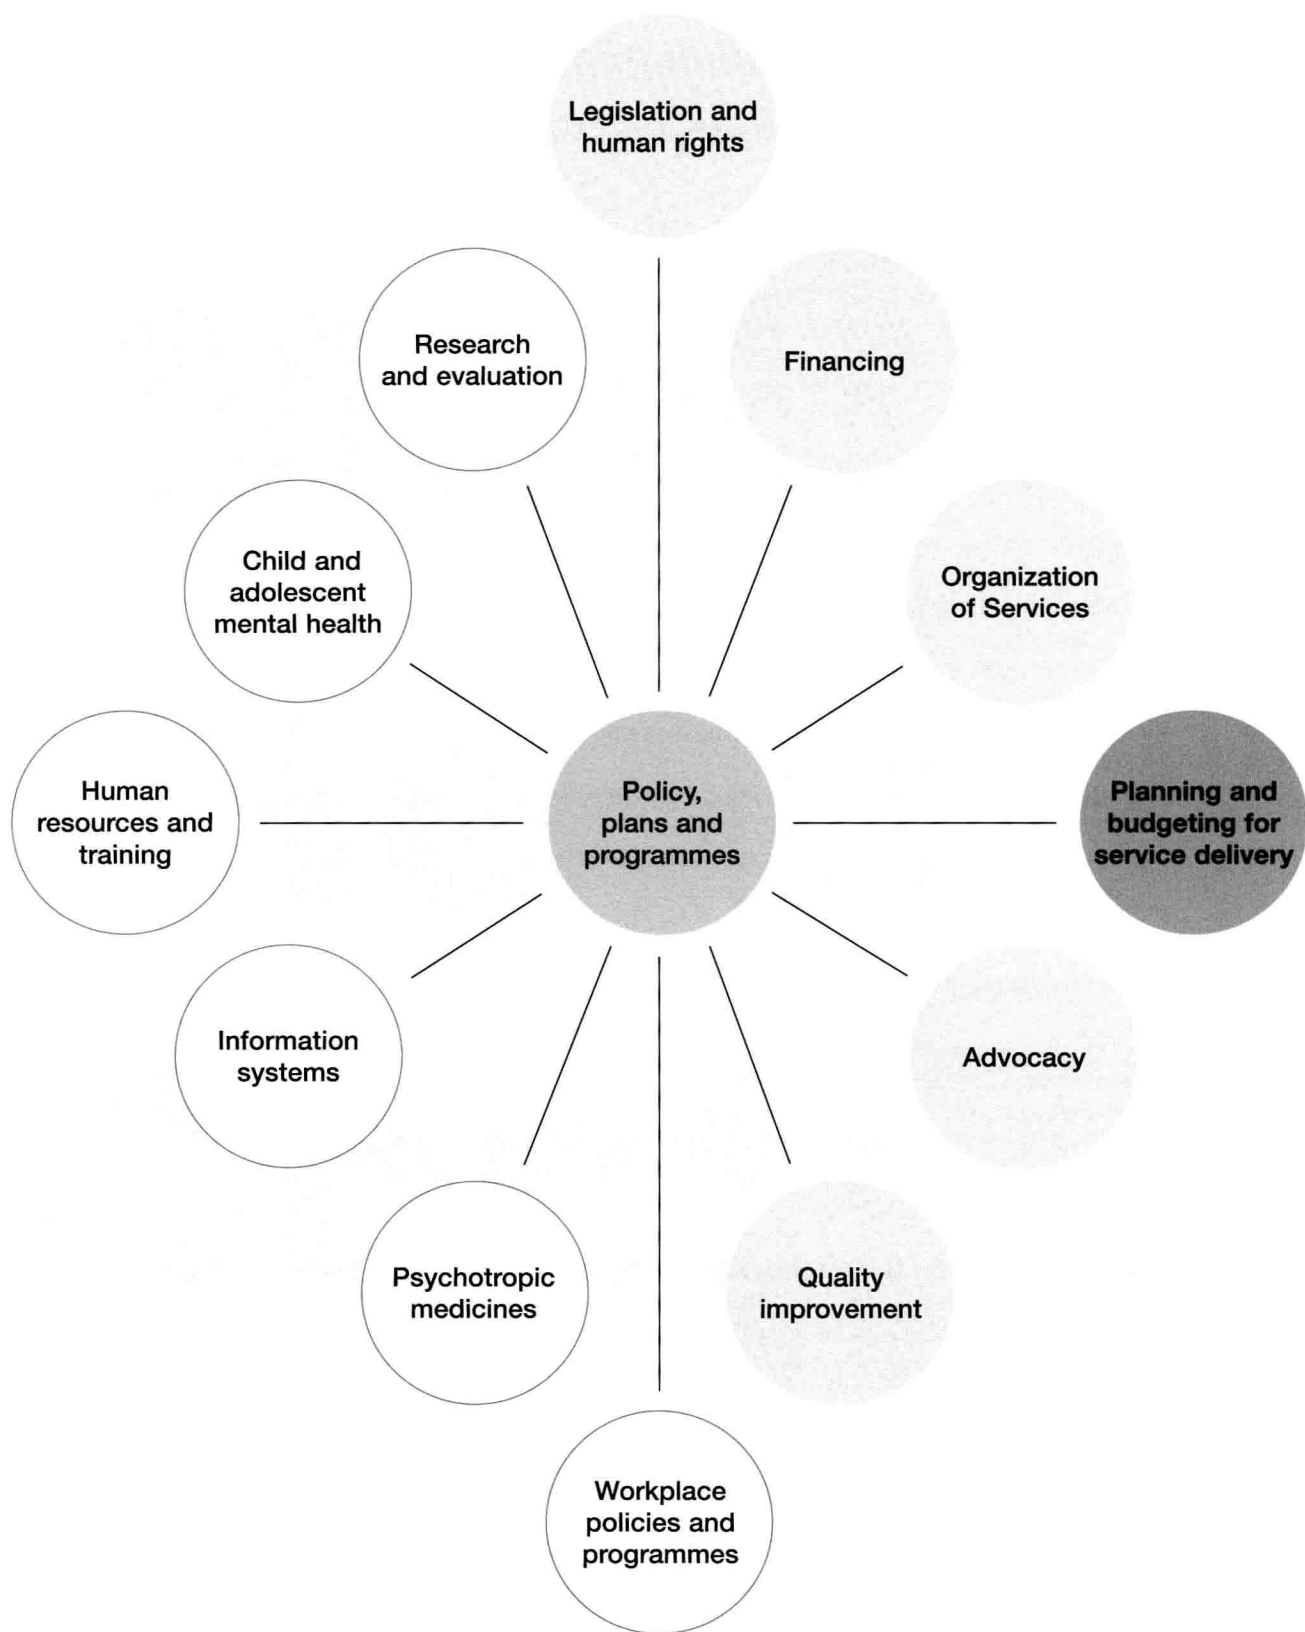 Legislation and
human rights
Research
and evaluation
Financing
Child and
adolescent
mental health
Organization
of Services
Human
resources and
training
Policy,
plans and
programmes
Planning and
budgeting for
service delivery
Information
systems
Advocacy
Psychotropic
medicines
Quality
improvement
Workplace
policies and
programmes